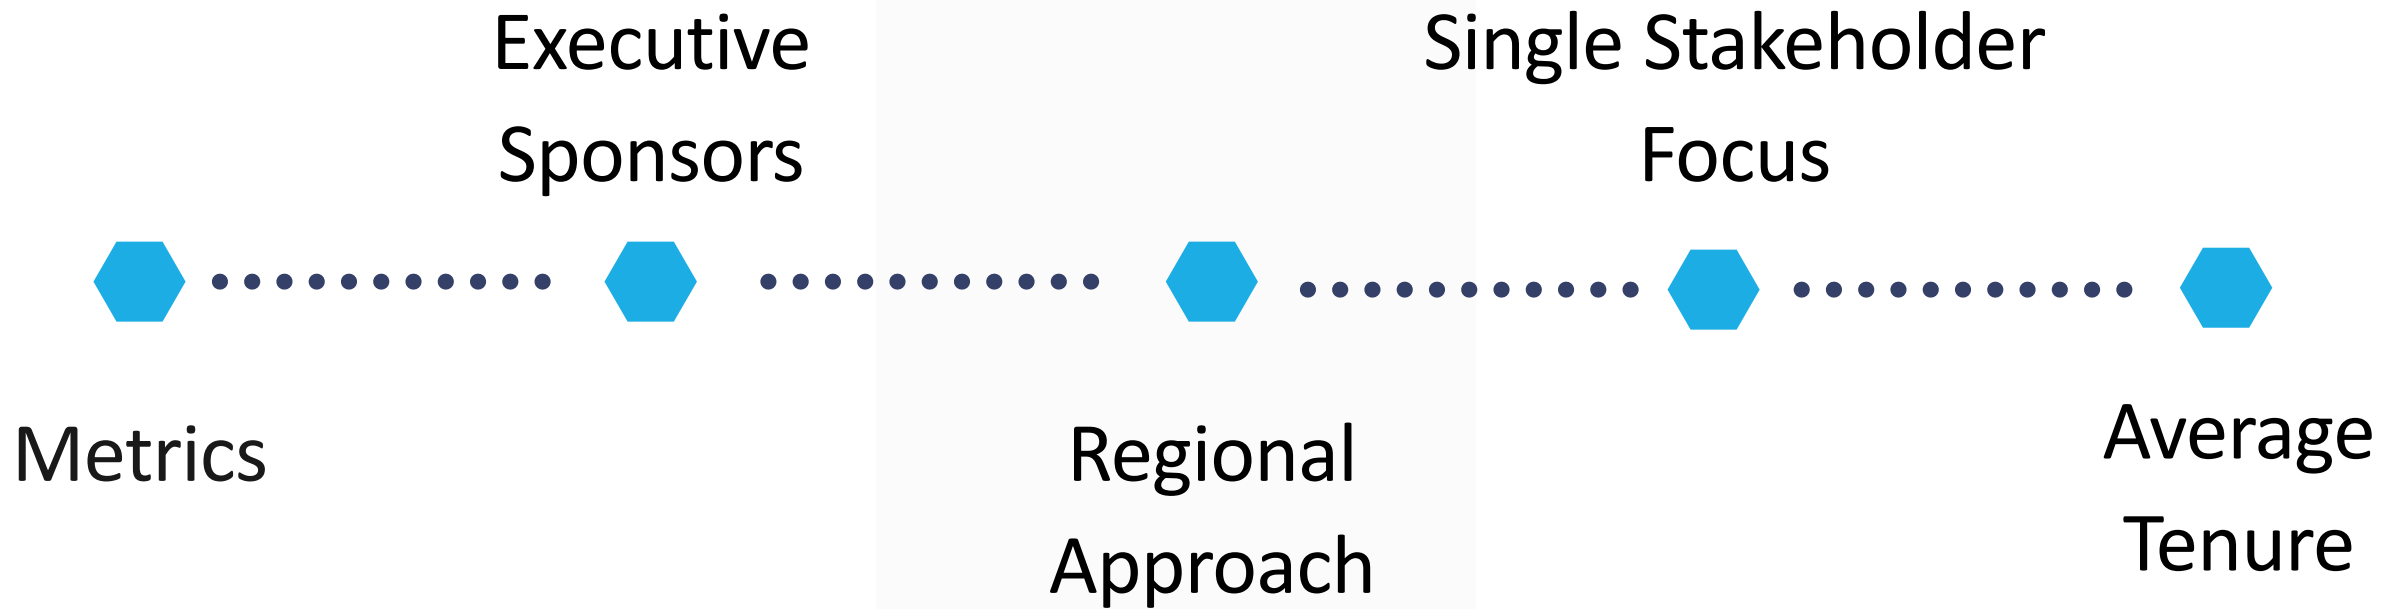 Executive
Sponsors
Single Stakeholder
Focus
Metrics
Regional
Approach
Average
Tenure